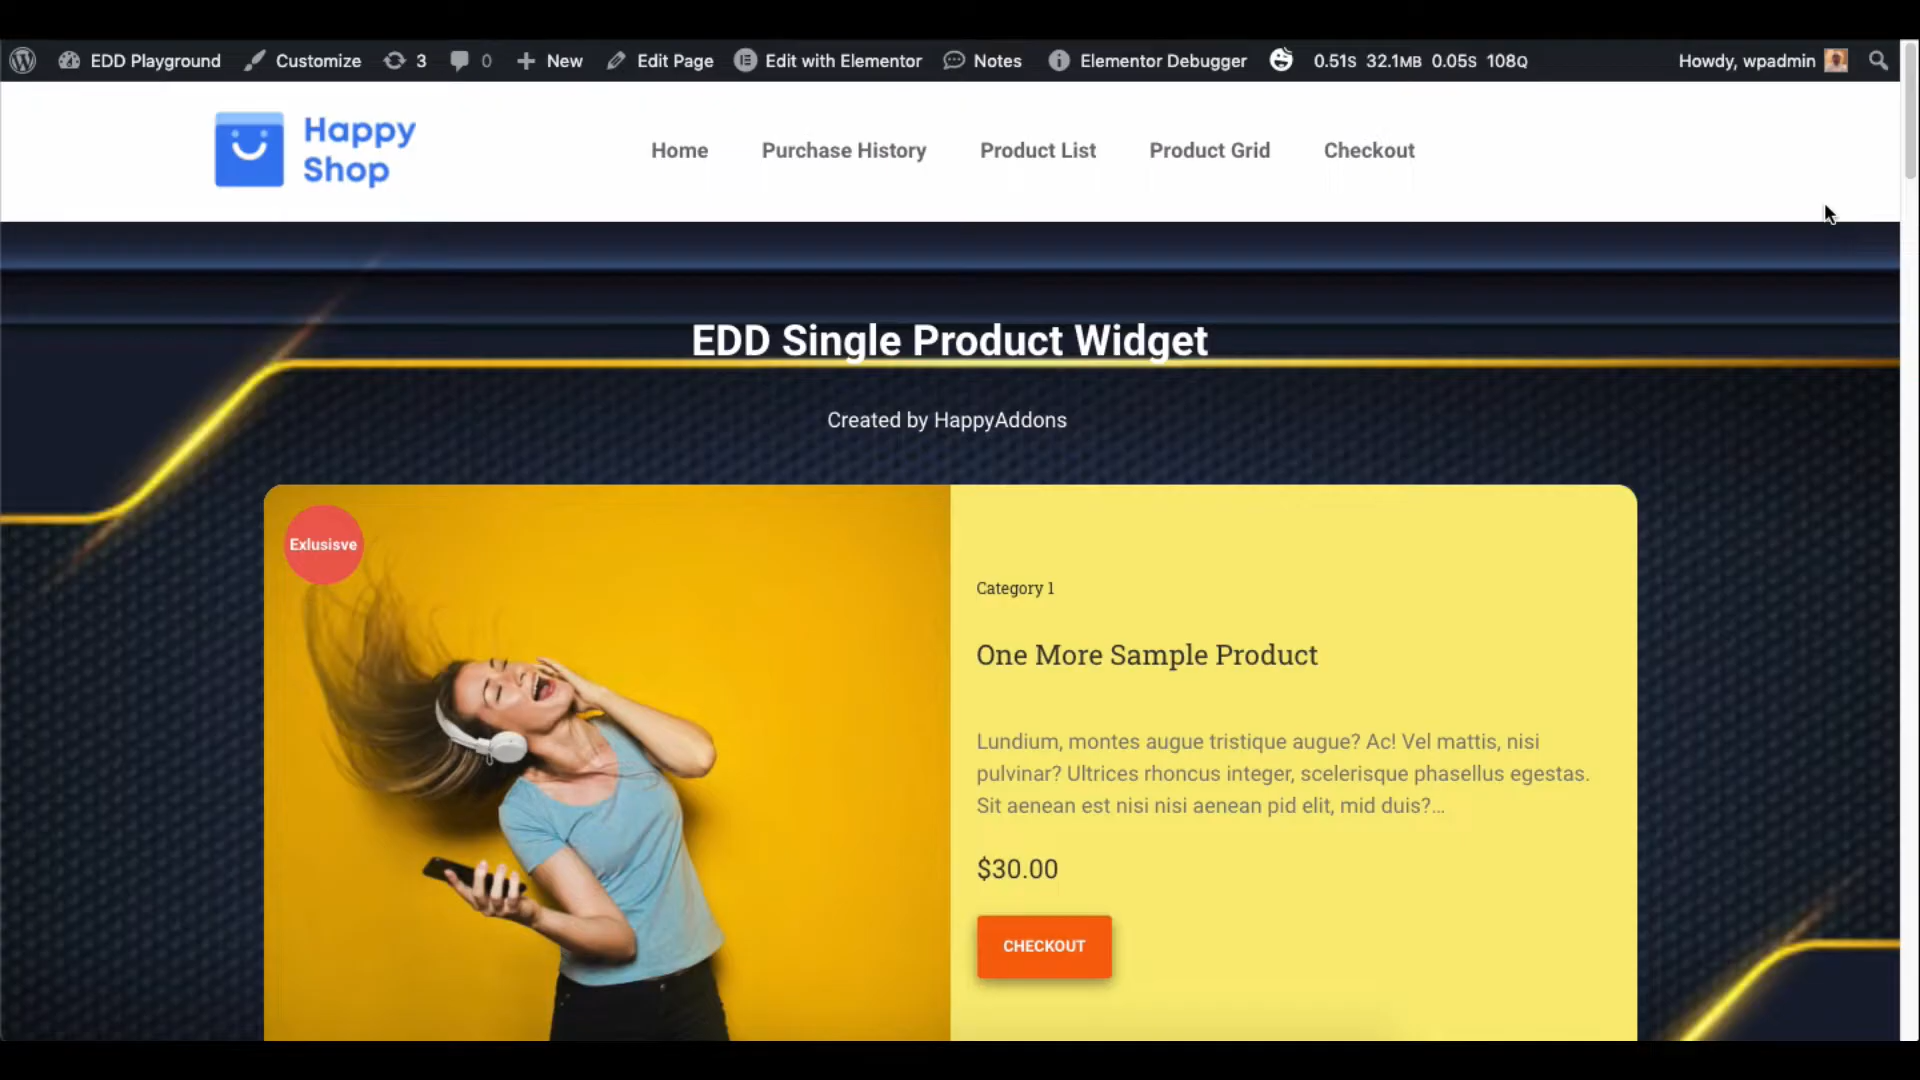 EDD Playground Customize 3 0 New Edit Page Edit with Elementor Notes Elementor Debugger 0.51S 32.1MB 0.05S 108Q Howdy, wpadmin
Happy
Shop
Home Purchase History Product List Product Grid Checkout
EDD Single Product Widget
Created by HappyAddons
Exlusisve
Category 1
One More Sample Product
Lundium, montes augue tristique augue? Ac! Vel mattis, nisi
pulvinar? Ultrices rhoncus integer, scelerisque phasellus egestas.
Sit aenean est nisi nisi aenean pid elit, mid duis?...
$30.00
CHECKOUT